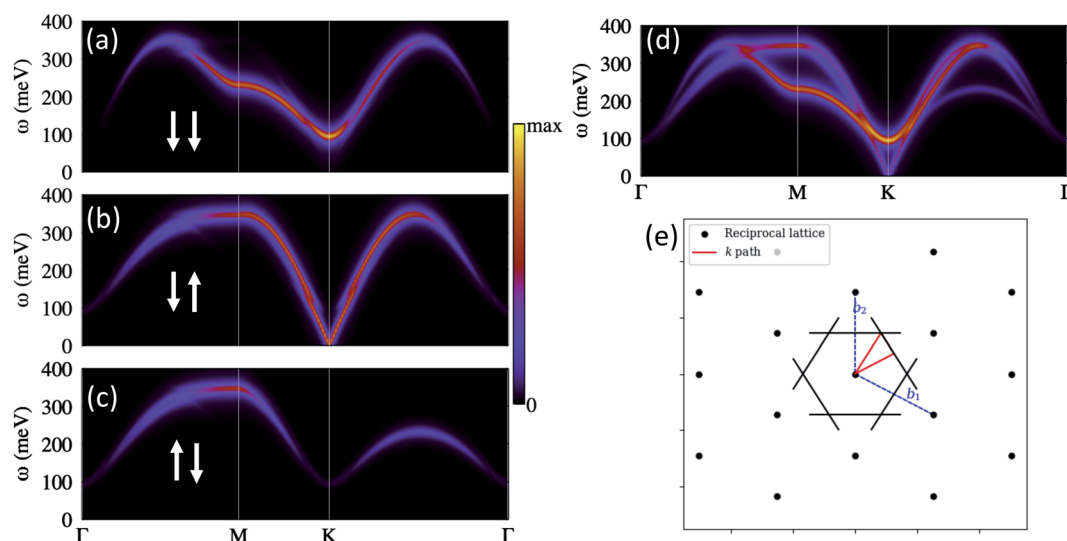 (a)
400
300
200
100
0
ω (meV)
(b)
400
300
200
100
0
ω (meV)
(c)
400
300
200
100
0
ω (meV)
Γ M K Γ
max
0
(d)
400
300
200
100
0
ω (meV)
Γ M K Γ
(e)
Reciprocal lattice
k path
b₂
b₁